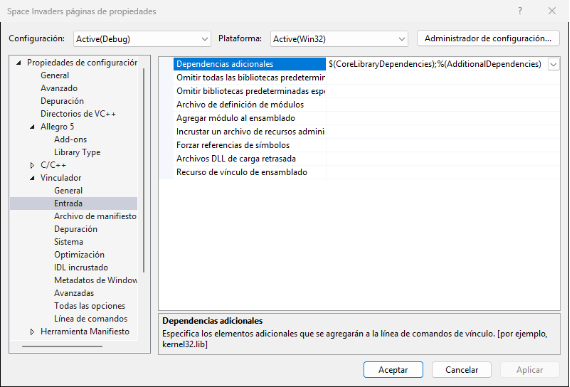 Space Invaders páginas de propiedades
Configuración: Active(Debug) Plataforma: Active(Win32) Administrador de configuración...
Propiedades de configuración
General
Avanzado
Depuración
Directorios de VC++
Allegro 5
Add-ons
Library Type
C/C++
Vinculador
General
Entrada
Archivo de manifiesto
Depuración
Sistema
Optimización
IDL incrustado
Metadatos de Window
Avanzadas
Todas las opciones
Línea de comandos
Herramienta Manifiesto
Dependencias adicionales $(CoreLibraryDependencies);%(AdditionalDependencies)
Omitir todas las bibliotecas predetermin
Omitir bibliotecas predeterminadas espe
Archivo de definición de módulos
Agregar módulo al ensamblado
Incrustar un archivo de recursos admini
Forzar referencias de símbolos
Archivos DLL de carga retrasada
Recurso de vínculo de ensamblado
Dependencias adicionales
Especifica los elementos adicionales que se agregarán a la línea de comandos de vínculo. [por ejemplo,
kernel32.lib]
Aceptar Cancelar Aplicar